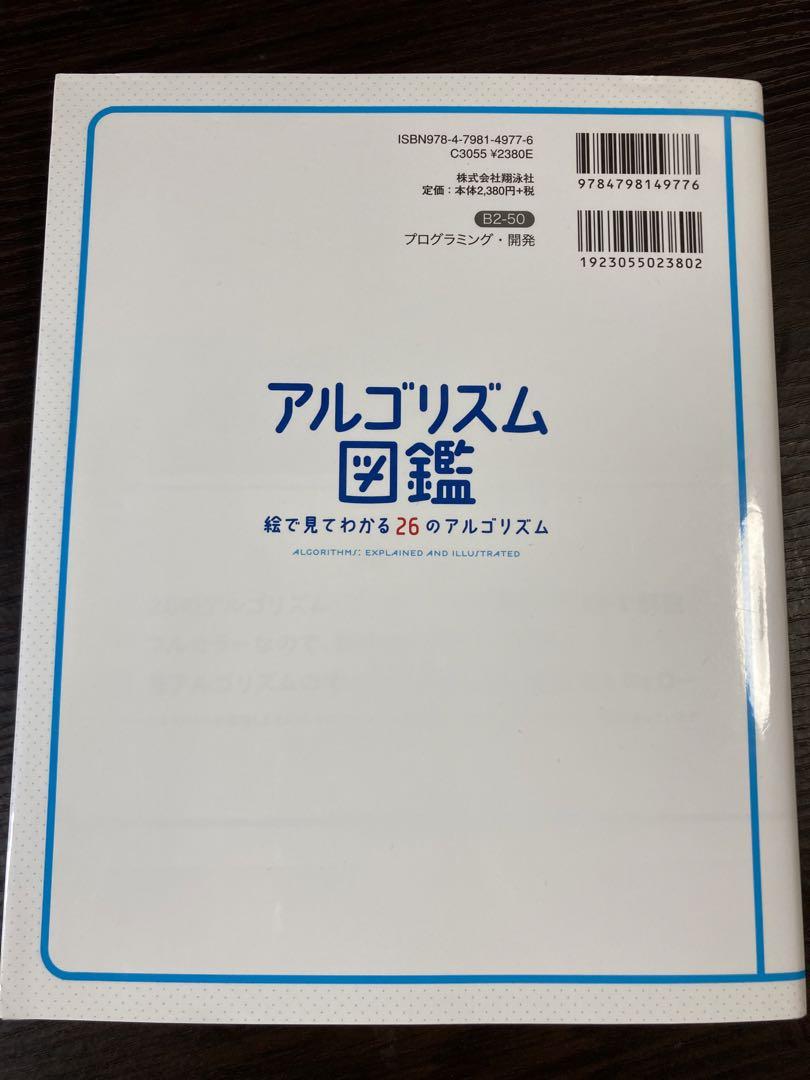 ISBN978-4-7981-4977-6
C3055 ¥2380E
株式会社翔泳社
定価：本体2,380円+税
B2-50
プログラミング・開発
9784798149776
1923055023802
アルゴリズム
図鑑
絵で見てわかる26のアルゴリズム
ALGORITHMS: EXPLAINED AND ILLUSTRATED